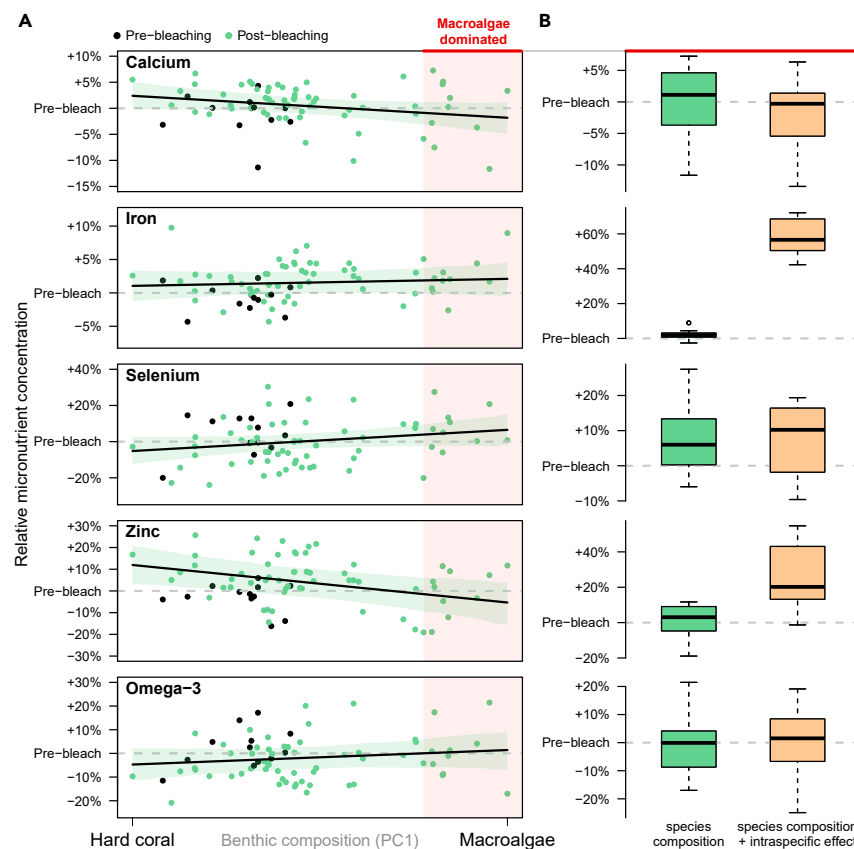 A
B
Pre−bleaching
Post−bleaching
Macroalgae
dominated
Relative micronutrient concentration
Calcium
+10%
+5%
Pre−bleach
−5%
−10%
−15%
Iron
+10%
+5%
Pre−bleach
−5%
Selenium
+40%
+20%
Pre−bleach
−20%
Zinc
+30%
+20%
+10%
Pre−bleach
−10%
−20%
−30%
Omega−3
+30%
+10%
Pre−bleach
−10%
−20%
Hard coral
Benthic composition (PC1)
Macroalgae
+5%
Pre−bleach
−5%
−10%
+60%
+40%
+20%
Pre−bleach
+20%
+10%
Pre−bleach
−10%
+40%
+20%
Pre−bleach
−20%
+20%
+10%
Pre−bleach
−10%
−20%
species
composition
species composition
+ intraspecific effect